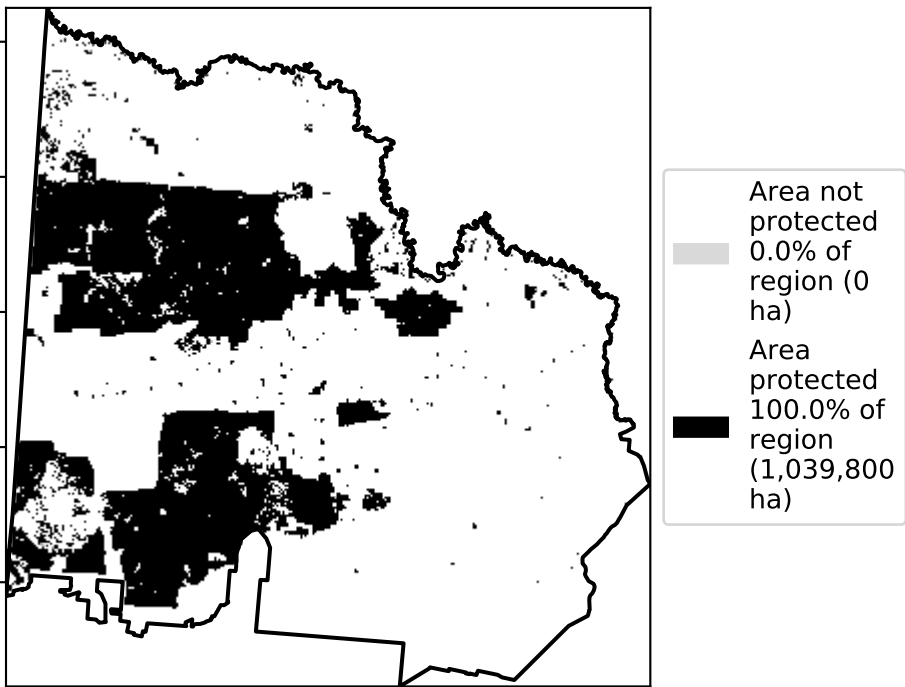 Area not
protected
0.0% of
region (0
ha)
Area
protected
100.0% of
region
(1,039,800
ha)